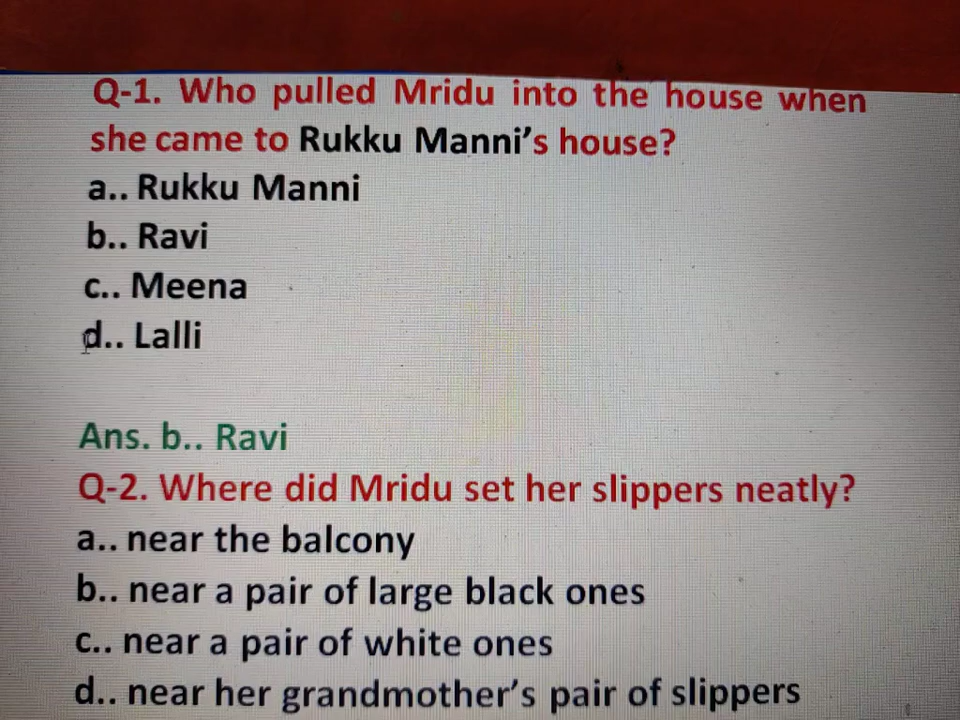 Q-1. Who pulled Mridu into the house when
she came to Rukku Manni's house?
a.. Rukku Manni
b.. Ravi
c.. Meena
d.. Lalli
Ans. b.. Ravi
Q-2. Where did Mridu set her slippers neatly?
a.. near the balcony
b.. near a pair of large black ones
c.. near a pair of white ones
d.. near her grandmother's pair of slippers